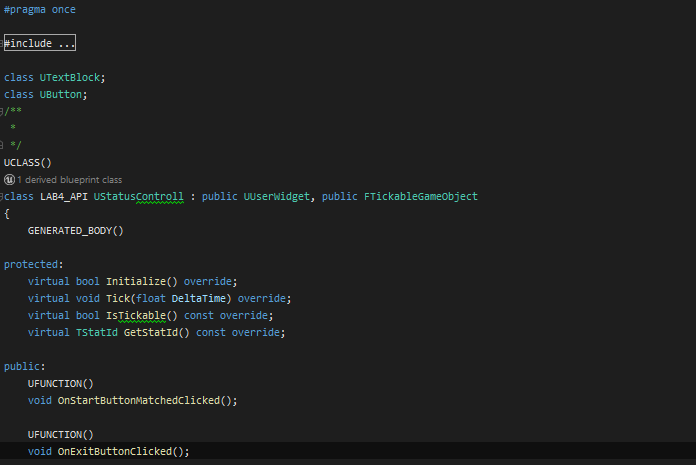 #pragma once
#include ...
class UTextBlock;
class UButton;
/**
 *
 */
UCLASS()
1 derived blueprint class
class LAB4_API UStatusControll : public UUserWidget, public FTickableGameObject
{
    GENERATED_BODY()
protected:
    virtual bool Initialize() override;
    virtual void Tick(float DeltaTime) override;
    virtual bool IsTickable() const override;
    virtual TStatId GetStatId() const override;
public:
    UFUNCTION()
    void OnStartButtonMatchedClicked();
    UFUNCTION()
    void OnExitButtonClicked();